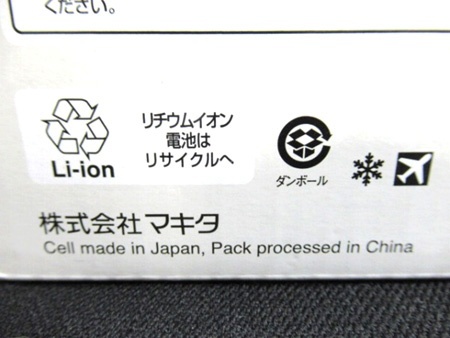 ください。
リチウムイオン
電池は
リサイクルへ
Li-ion
ダンボール
株式会社 マキタ
Cell made in Japan, Pack processed in China